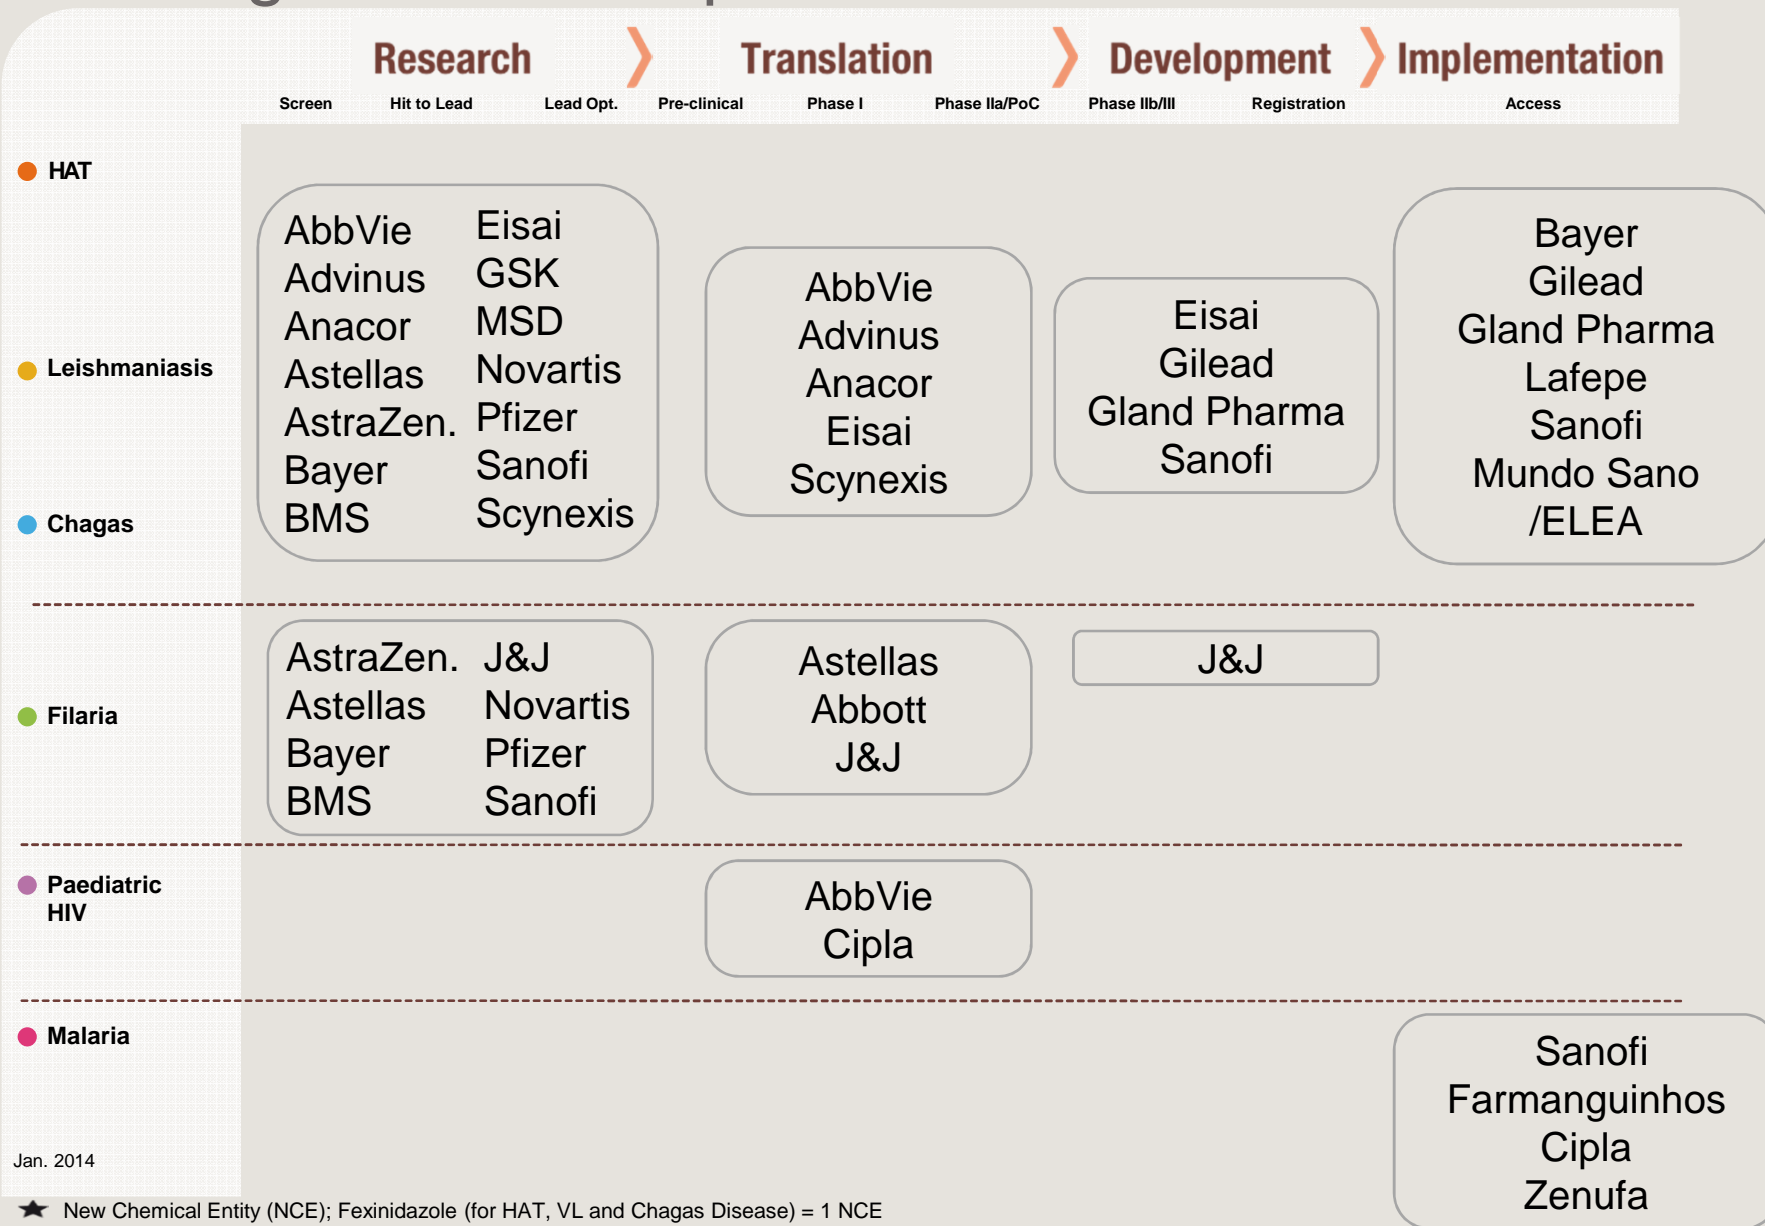 Research
Translation
Development
Implementation
Screen Hit to Lead Lead Opt. Pre-clinical Phase I Phase IIa/PoC Phase IIb/III Registration Access
HAT
Leishmaniasis
Chagas
AbbVie
Advinus
Anacor
Astellas
AstraZen.
Bayer
BMS
Eisai
GSK
MSD
Novartis
Pfizer
Sanofi
Scynexis
AbbVie
Advinus
Anacor
Eisai
Scynexis
Eisai
Gilead
Gland Pharma
Sanofi
Bayer
Gilead
Gland Pharma
Lafepe
Sanofi
Mundo Sano
/ELEA
Filaria
AstraZen.
Astellas
Bayer
BMS
J&J
Novartis
Pfizer
Sanofi
Astellas
Abbott
J&J
J&J
Paediatric
HIV
AbbVie
Cipla
Malaria
Sanofi
Farmanguinhos
Cipla
Zenufa
Jan. 2014
New Chemical Entity (NCE); Fexinidazole (for HAT, VL and Chagas Disease) = 1 NCE